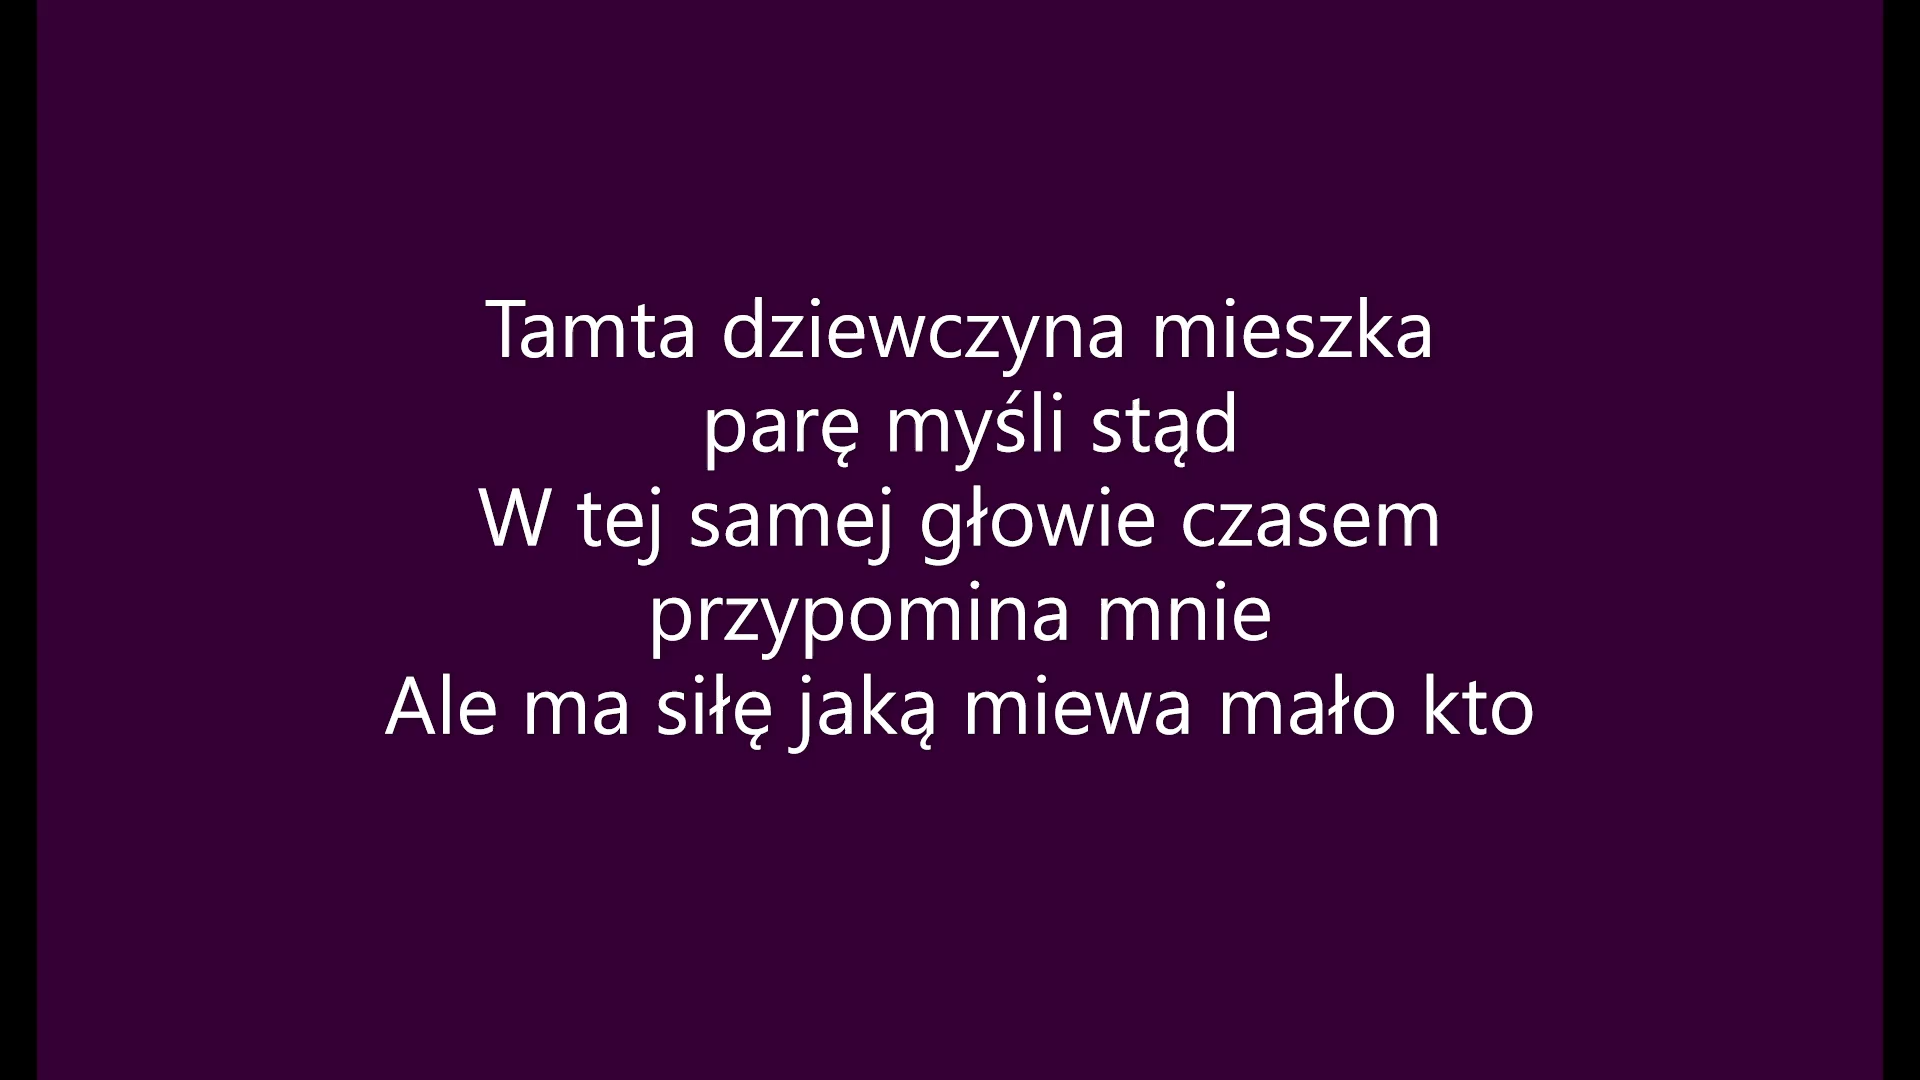 Tamta dziewczyna mieszka
parę myśli stąd
W tej samej głowie czasem
przypomina mnie
Ale ma siłę jaką miewa mało kto